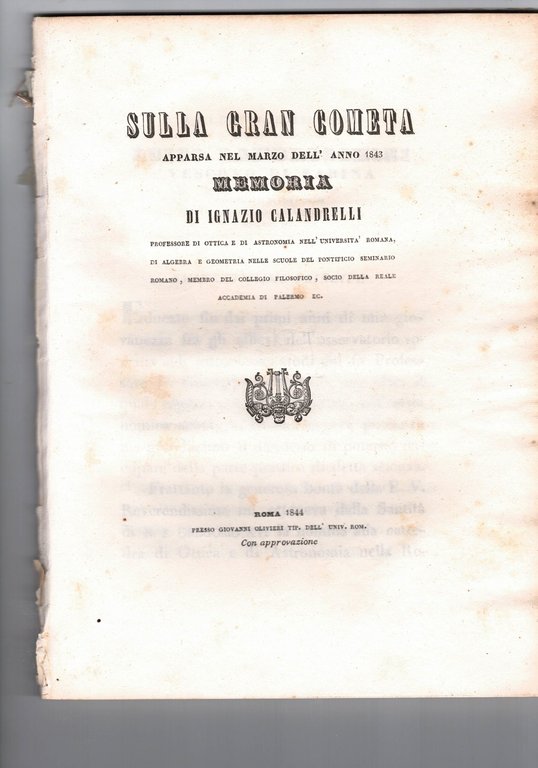 SULLA GRAN COMETA
APPARSA NEL MARZO DELL' ANNO 1843
MEMORIA
DI IGNAZIO CALANDRELLI
PROFESSORE DI OTTICA E DI ASTRONOMIA NELL' UNIVERSITA' ROMANA,
DI ALGEBRA E GEOMETRIA NELLE SCUOLE DEL PONTIFICIO SEMINARIO
ROMANO, MEMBRO DEL COLLEGIO FILOSOFICO, SOCIO DELLA REALE
ACCADEMIA DI PALERMO EC.
ROMA 1844
PRESSO GIOVANNI OLIVIERI TIP. DELL' UNIV. ROM.
Con approvazione